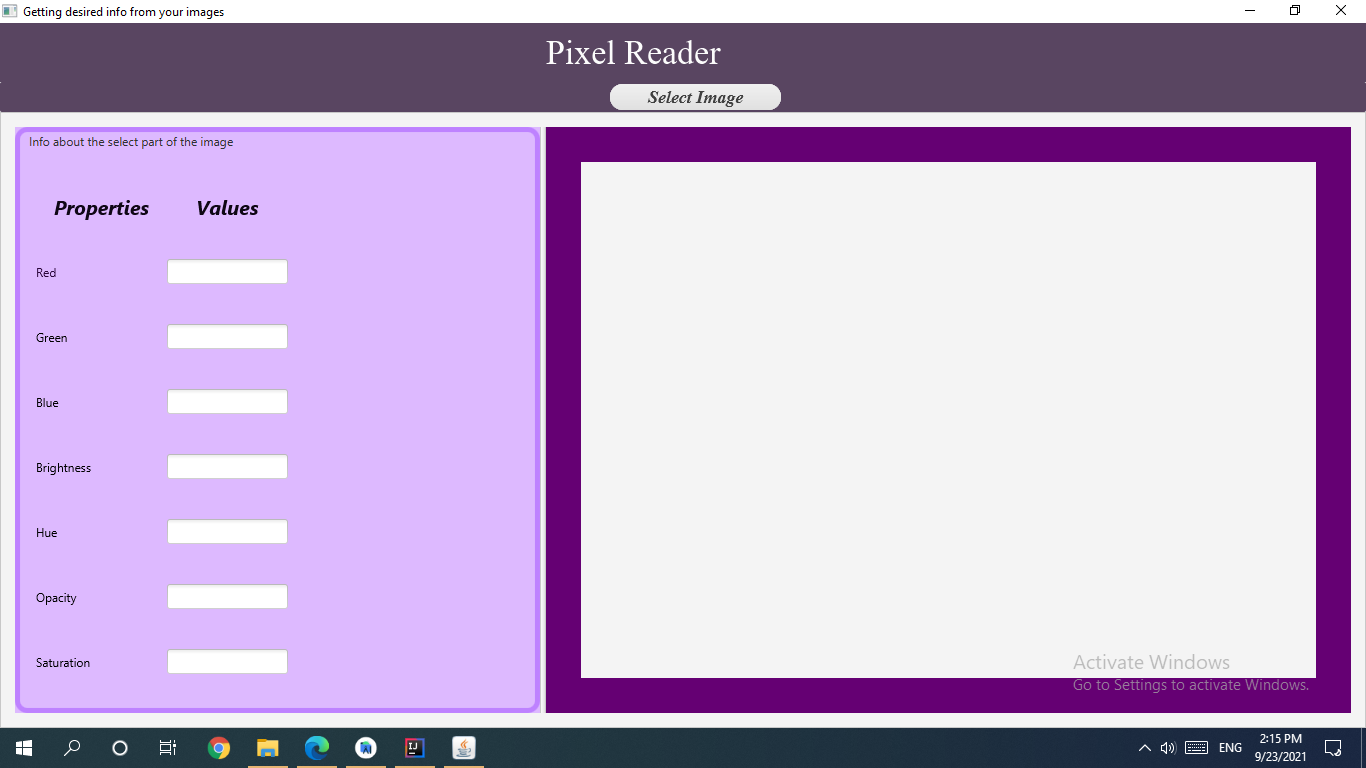 Getting desired info from your images
Pixel Reader
Select Image
Info about the select part of the image
Properties Values
Red
Green
Blue
Brightness
Hue
Opacity
Saturation
Activate Windows
Go to Settings to activate Windows.
IJ
ENG
2:15 PM
9/23/2021